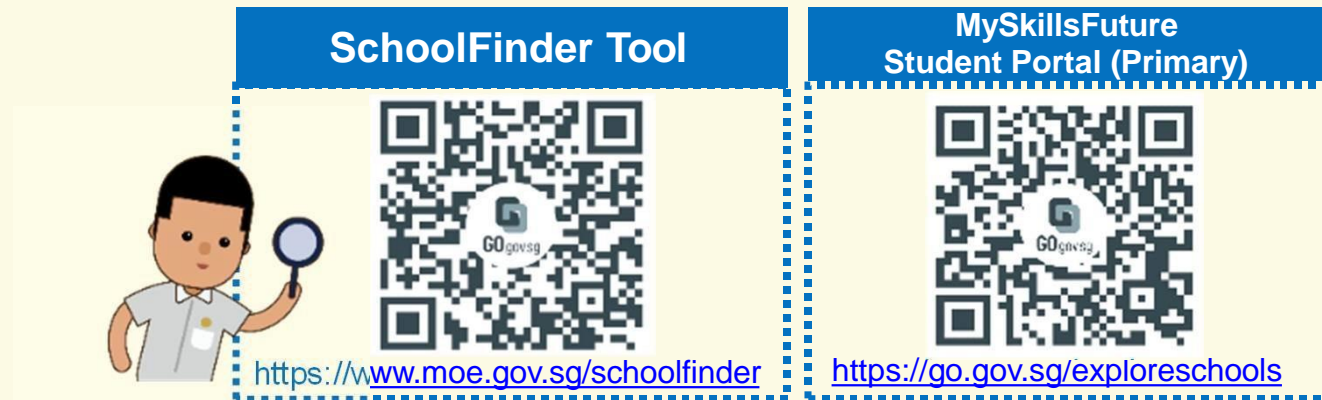 SchoolFinder Tool
GOgovsg
https://www.moe.gov.sg/schoolfinder
MySkillsFuture
Student Portal (Primary)
GOgovsg
https://go.gov.sg/exploreschools